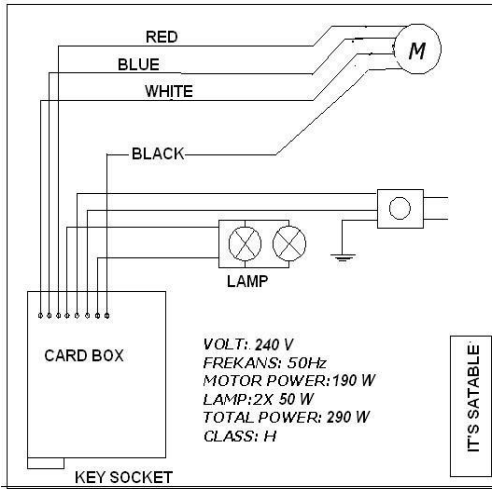 RED
M
BLUE
WHITE
BLACK
LAMP
CARD BOX
VOLT: 240 V
FREKANS: 50Hz
MOTOR POWER:190 W
LAMP:2X 50 W
TOTAL POWER: 290 W
CLASS: H
IT'S SATABLE
KEY SOCKET